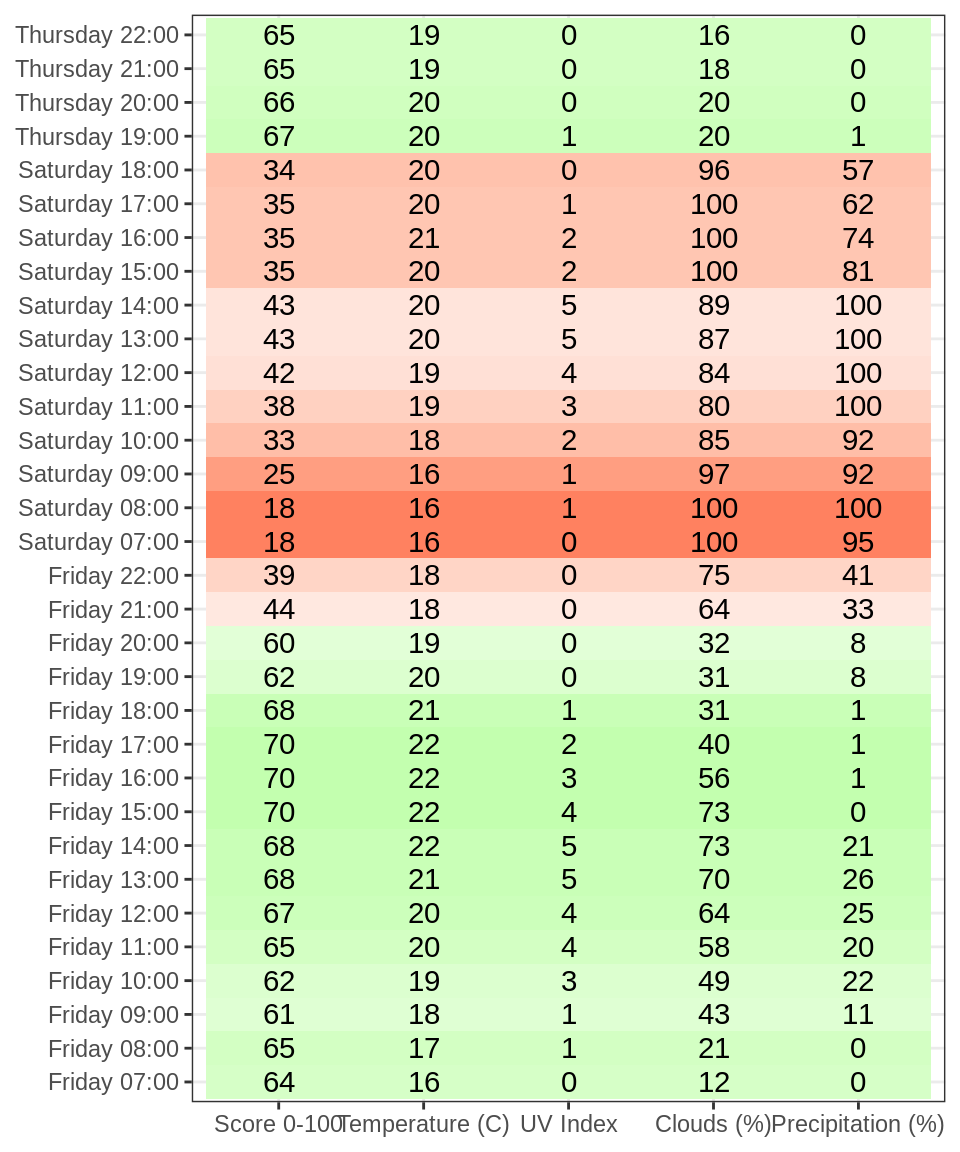 Thursday 22:00 65 19 0 16 0
Thursday 21:00 65 19 0 18 0
Thursday 20:00 66 20 0 20 0
Thursday 19:00 67 20 1 20 1
Saturday 18:00 34 20 0 96 57
Saturday 17:00 35 20 1 100 62
Saturday 16:00 35 21 2 100 74
Saturday 15:00 35 20 2 100 81
Saturday 14:00 43 20 5 89 100
Saturday 13:00 43 20 5 87 100
Saturday 12:00 42 19 4 84 100
Saturday 11:00 38 19 3 80 100
Saturday 10:00 33 18 2 85 92
Saturday 09:00 25 16 1 97 92
Saturday 08:00 18 16 1 100 100
Saturday 07:00 18 16 0 100 95
Friday 22:00 39 18 0 75 41
Friday 21:00 44 18 0 64 33
Friday 20:00 60 19 0 32 8
Friday 19:00 62 20 0 31 8
Friday 18:00 68 21 1 31 1
Friday 17:00 70 22 2 40 1
Friday 16:00 70 22 3 56 1
Friday 15:00 70 22 4 73 0
Friday 14:00 68 22 5 73 21
Friday 13:00 68 21 5 70 26
Friday 12:00 67 20 4 64 25
Friday 11:00 65 20 4 58 20
Friday 10:00 62 19 3 49 22
Friday 09:00 61 18 1 43 11
Friday 08:00 65 17 1 21 0
Friday 07:00 64 16 0 12 0
Score 0-100 Temperature (C) UV Index Clouds (%) Precipitation (%)